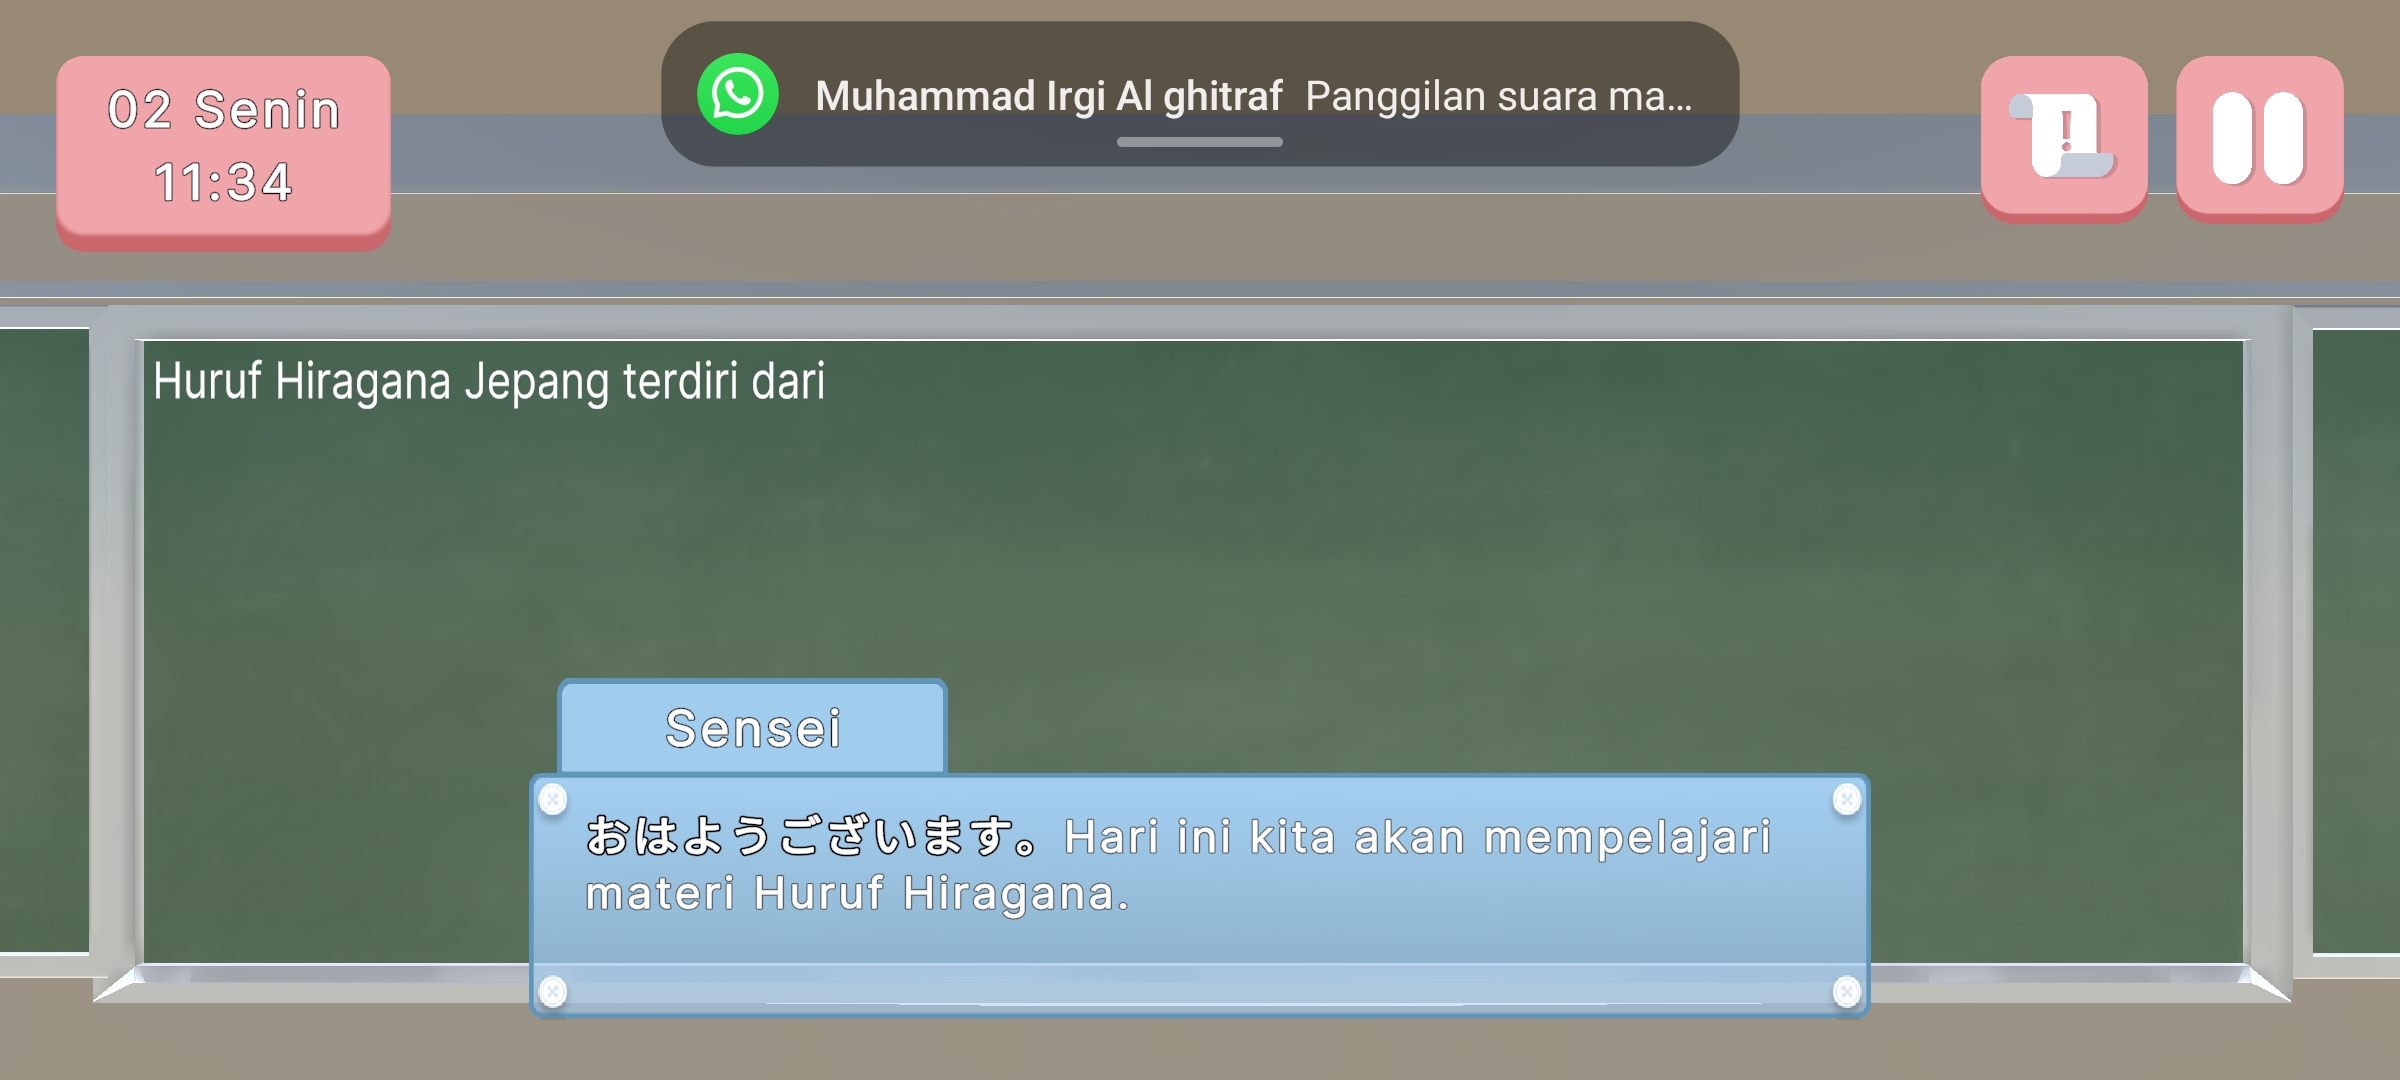 02 Senin
11:34
Muhammad Irgi Al ghitraf Panggilan suara ma...
Huruf Hiragana Jepang terdiri dari
Sensei
おはようございます。Hari ini kita akan mempelajari
materi Huruf Hiragana.